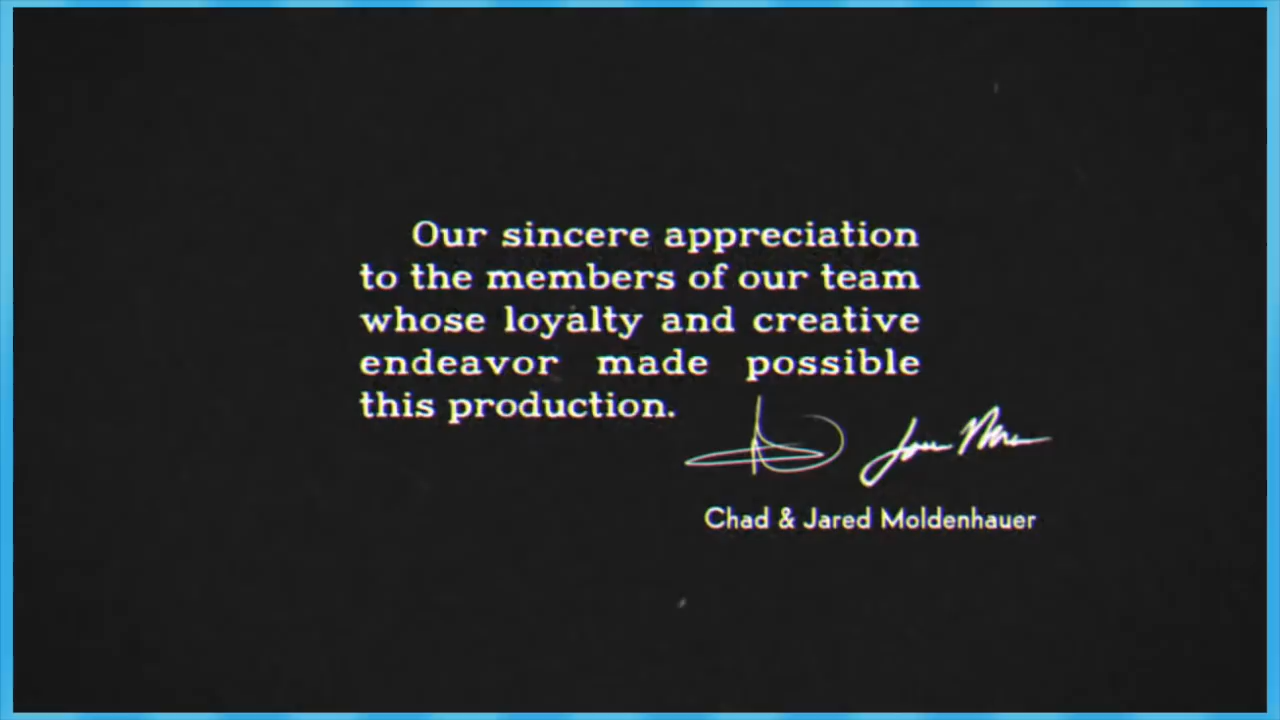 Our sincere appreciation
to the members of our team
whose loyalty and creative
endeavor made possible
this production.
Chad & Jared Moldenhauer